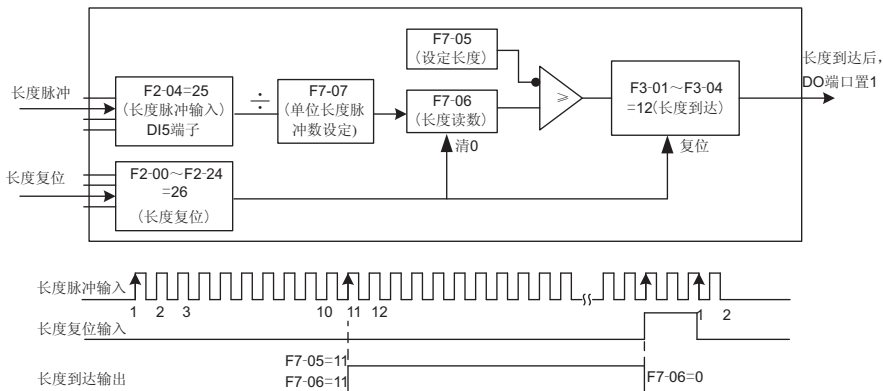 F7-05
（设定长度）
长度到达后，
DO端口置1
长度脉冲
F2-04=25
（长度脉冲输入）
DI5端子
÷
F7-07
（单位长度脉
冲数设定）
F7-06
（长度读数）
≥
F3-01～F3-04
=12（长度到达）
清0
复位
长度复位
F2-00～F2-24
=26
（长度复位）
长度脉冲输入
1 2 3 10 11 12 1 2
长度复位输入
F7-05=11
F7-06=11
F7-06=0
长度到达输出